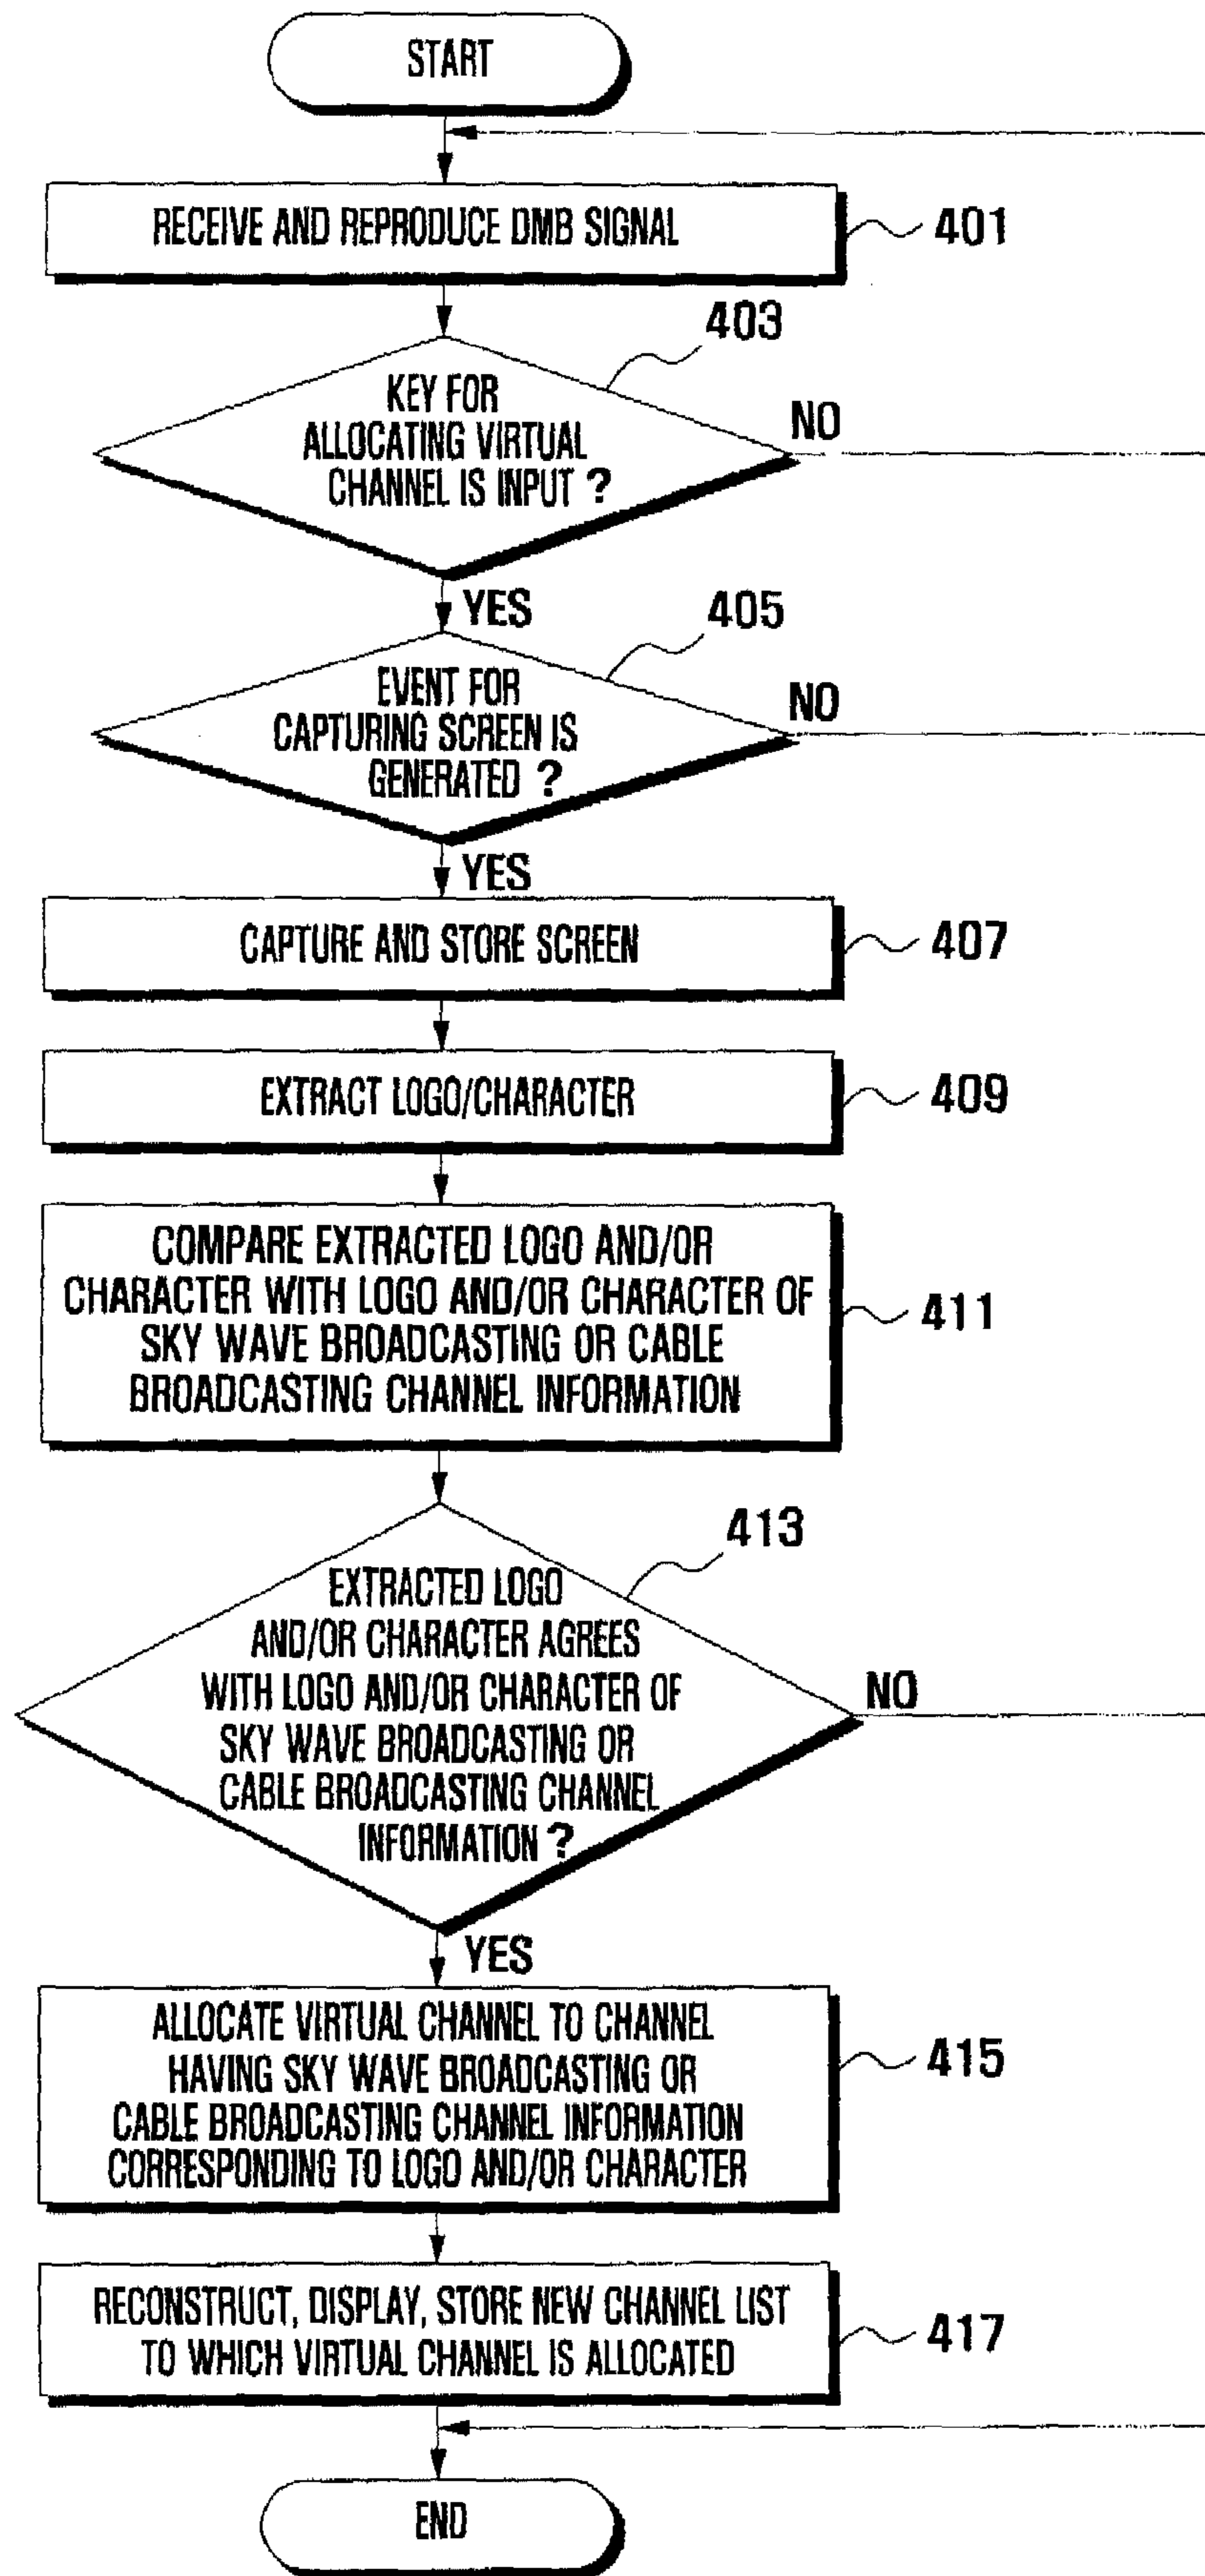 START
RECEIVE AND REPRODUCE DMB SIGNAL
401
403
KEY FOR
ALLOCATING VIRTUAL
CHANNEL IS INPUT ?
NO
YES
405
EVENT FOR
CAPTURING SCREEN IS
GENERATED ?
NO
YES
CAPTURE AND STORE SCREEN
407
EXTRACT LOGO/CHARACTER
409
COMPARE EXTRACTED LOGO AND/OR
CHARACTER WITH LOGO AND/OR CHARACTER OF
SKY WAVE BROADCASTING OR CABLE
BROADCASTING CHANNEL INFORMATION
411
413
EXTRACTED LOGO
AND/OR CHARACTER AGREES
WITH LOGO AND/OR CHARACTER OF
SKY WAVE BROADCASTING OR
CABLE BROADCASTING CHANNEL
INFORMATION ?
NO
YES
ALLOCATE VIRTUAL CHANNEL TO CHANNEL
HAVING SKY WAVE BROADCASTING OR
CABLE BROADCASTING CHANNEL INFORMATION
CORRESPONDING TO LOGO AND/OR CHARACTER
415
RECONSTRUCT, DISPLAY, STORE NEW CHANNEL LIST
TO WHICH VIRTUAL CHANNEL IS ALLOCATED
417
END